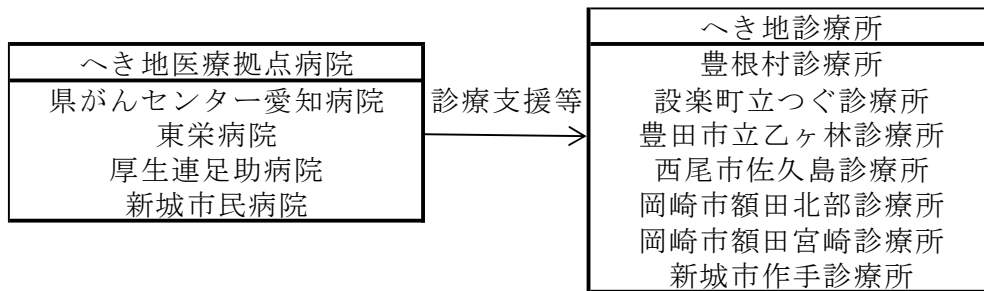 へき地医療拠点病院
県がんセンター愛知病院
東栄病院
厚生連足助病院
新城市民病院
診療支援等
へき地診療所
豊根村診療所
設楽町立つぐ診療所
豊田市立乙ヶ林診療所
西尾市佐久島診療所
岡崎市額田北部診療所
岡崎市額田宮崎診療所
新城市作手診療所